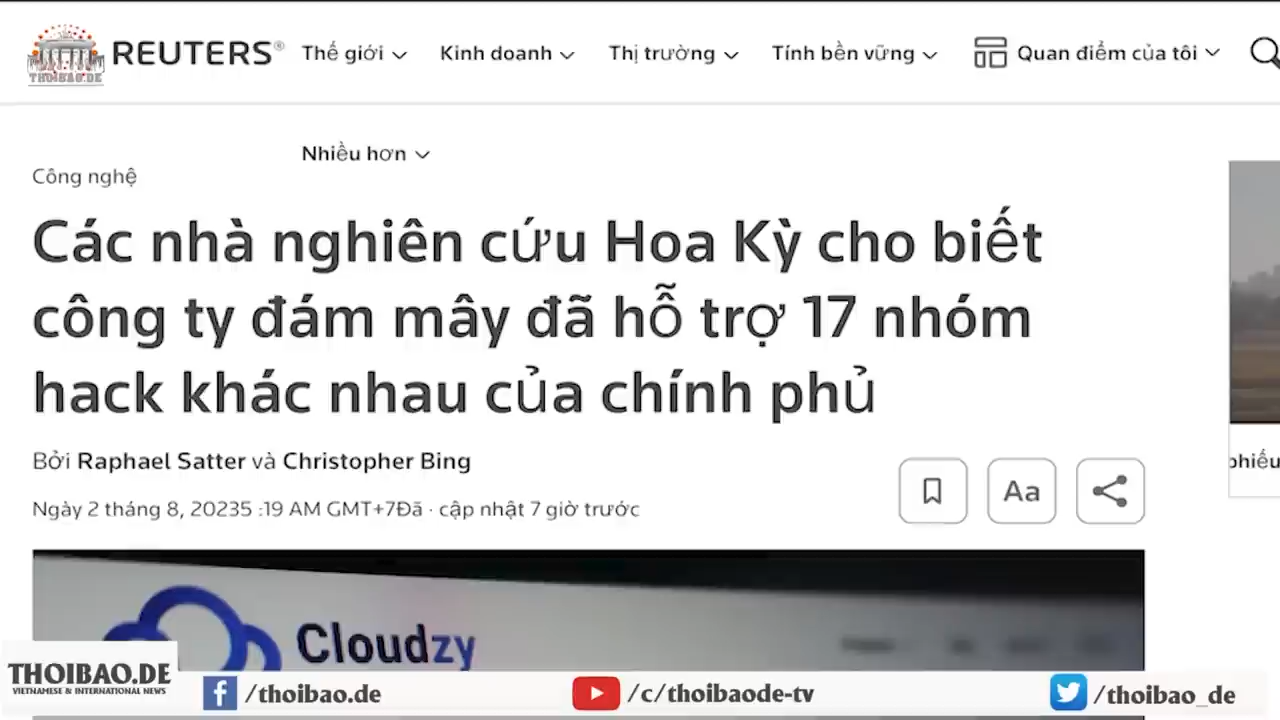 THOIBAO.DE
REUTERS®
Thế giới
Kinh doanh
Thị trường
Tính bền vững
Quan điểm của tôi
Nhiều hơn
Công nghệ
Các nhà nghiên cứu Hoa Kỳ cho biết
công ty đám mây đã hỗ trợ 17 nhóm
hack khác nhau của chính phủ
Bởi Raphael Satter và Christopher Bing
Aa
phiếu
Ngày 2 tháng 8, 20235 :19 AM GMT+7Đã · cập nhật 7 giờ trước
Cloudzy
THOIBAO.DE
VIETNAMESE & INTERNATIONAL NEWS
/thoibao.de
/c/thoibaode-tv
/thoibao_de